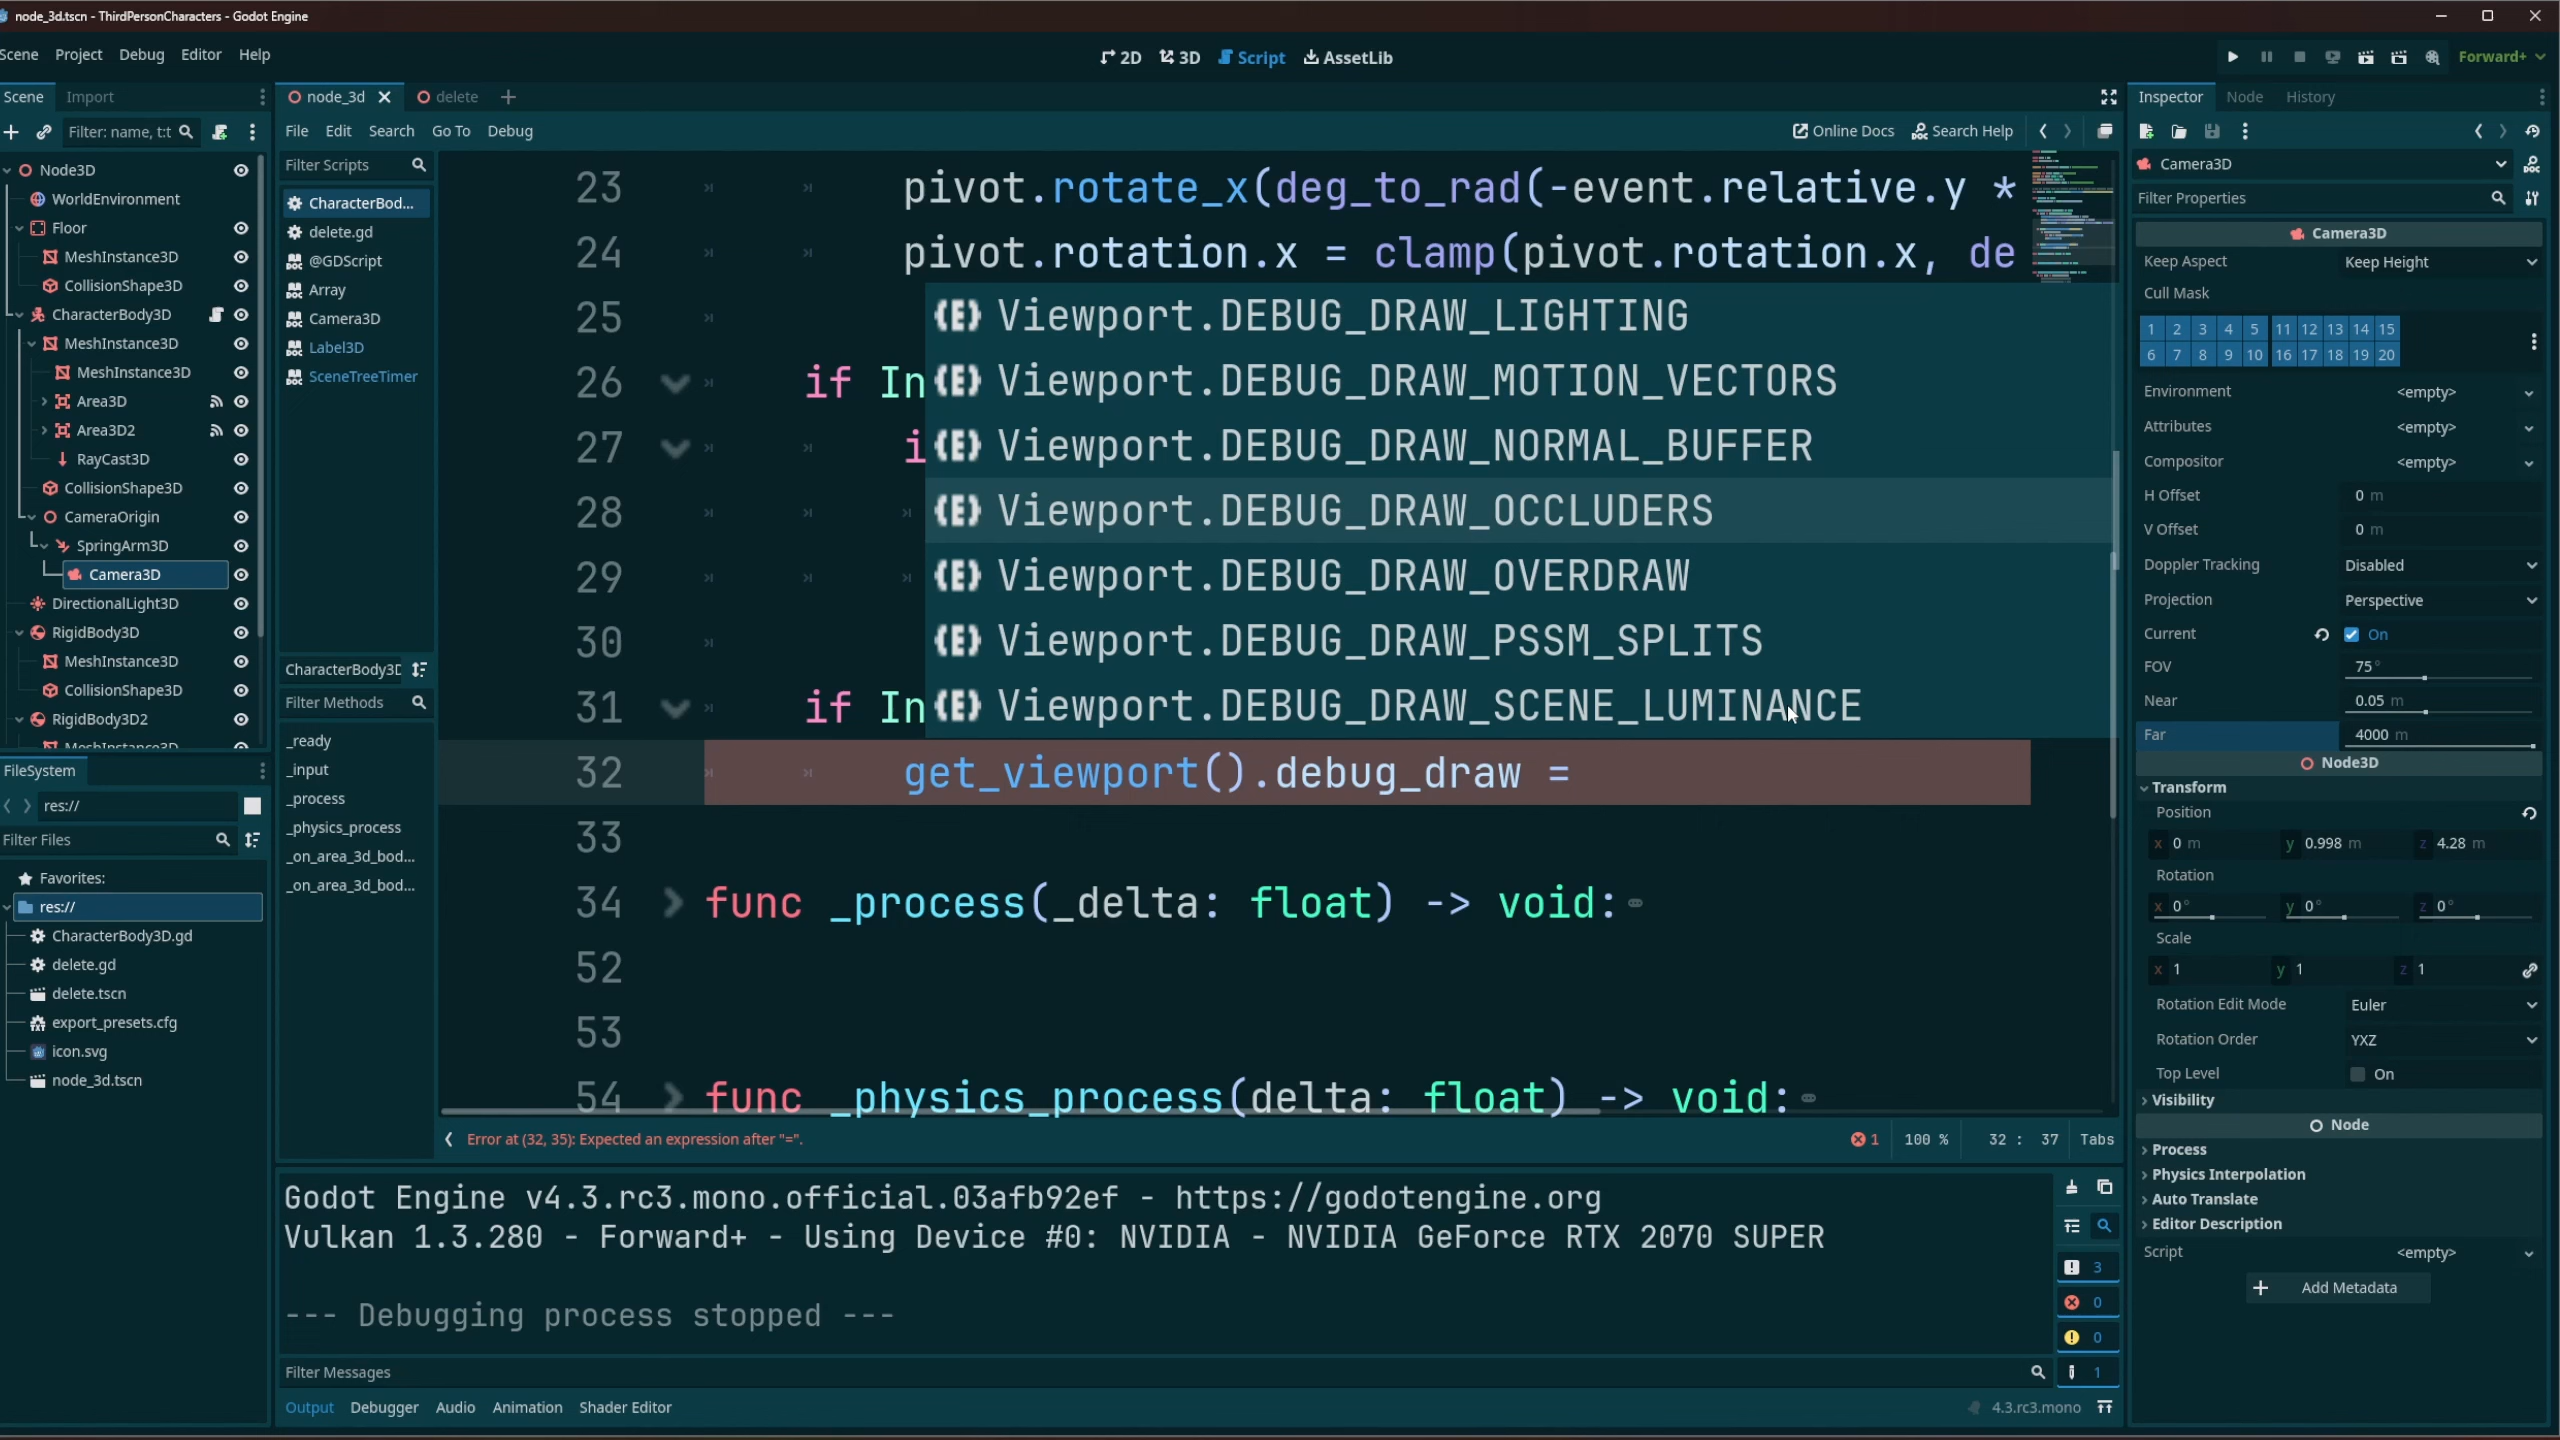 node_3d.tscn - ThirdPersonCharacters - Godot Engine
Scene Project Debug Editor Help
2D 3D Script AssetLib
Forward+
Scene Import
Filter: name, t:t
Node3D
WorldEnvironment
Floor
MeshInstance3D
CollisionShape3D
CharacterBody3D
MeshInstance3D
MeshInstance3D
Area3D
Area3D2
RayCast3D
CollisionShape3D
CameraOrigin
SpringArm3D
Camera3D
DirectionalLight3D
RigidBody3D
MeshInstance3D
CollisionShape3D
RigidBody3D2
MeshInstance3D
FileSystem
res://
Filter Files
Favorites:
res://
CharacterBody3D.gd
delete.gd
delete.tscn
export_presets.cfg
icon.svg
node_3d.tscn
node_3d delete
File Edit Search Go To Debug
Online Docs Search Help
Filter Scripts
CharacterBod...
delete.gd
@GDScript
Array
Camera3D
Label3D
SceneTreeTimer
CharacterBody3D
Filter Methods
_ready
_input
_process
_physics_process
_on_area_3d_bod...
_on_area_3d_bod...
23 pivot.rotate_x(deg_to_rad(-event.relative.y *
24 pivot.rotation.x = clamp(pivot.rotation.x, de
25 {E} Viewport.DEBUG_DRAW_LIGHTING
26 if In {E} Viewport.DEBUG_DRAW_MOTION_VECTORS
27 i {E} Viewport.DEBUG_DRAW_NORMAL_BUFFER
28 {E} Viewport.DEBUG_DRAW_OCCLUDERS
29 {E} Viewport.DEBUG_DRAW_OVERDRAW
30 {E} Viewport.DEBUG_DRAW_PSSM_SPLITS
31 if In {E} Viewport.DEBUG_DRAW_SCENE_LUMINANCE
32 get_viewport().debug_draw =
33
34 func _process(_delta: float) -> void:
52
53
54 func _physics_process(delta: float) -> void:
Error at (32, 35): Expected an expression after "=".
1 100 % 32 : 37 Tabs
Godot Engine v4.3.rc3.mono.official.03afb92ef - https://godotengine.org
Vulkan 1.3.280 - Forward+ - Using Device #0: NVIDIA - NVIDIA GeForce RTX 2070 SUPER
--- Debugging process stopped ---
3
0
0
1
Filter Messages
Output Debugger Audio Animation Shader Editor
4.3.rc3.mono
Inspector Node History
Camera3D
Filter Properties
Camera3D
Keep Aspect Keep Height
Cull Mask
1 2 3 4 5 11 12 13 14 15
6 7 8 9 10 16 17 18 19 20
Environment <empty>
Attributes <empty>
Compositor <empty>
H Offset 0 m
V Offset 0 m
Doppler Tracking Disabled
Projection Perspective
Current On
FOV 75°
Near 0.05 m
Far 4000 m
Node3D
Transform
Position
x 0 m y 0.998 m z 4.28 m
Rotation
x 0° y 0° z 0°
Scale
x 1 y 1 z 1
Rotation Edit Mode Euler
Rotation Order YXZ
Top Level On
Visibility
Node
Process
Physics Interpolation
Auto Translate
Editor Description
Script <empty>
Add Metadata